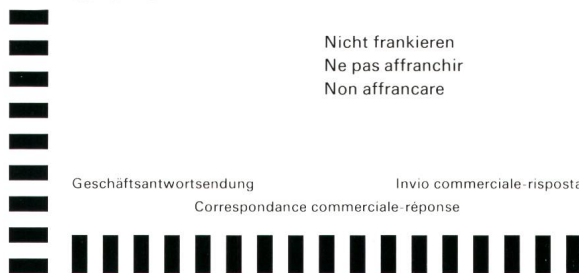 Nicht frankieren
Ne pas affranchir
Non affrancare
Geschäftsantwortsendung Invio commerciale-risposta
Correspondance commerciale-réponse